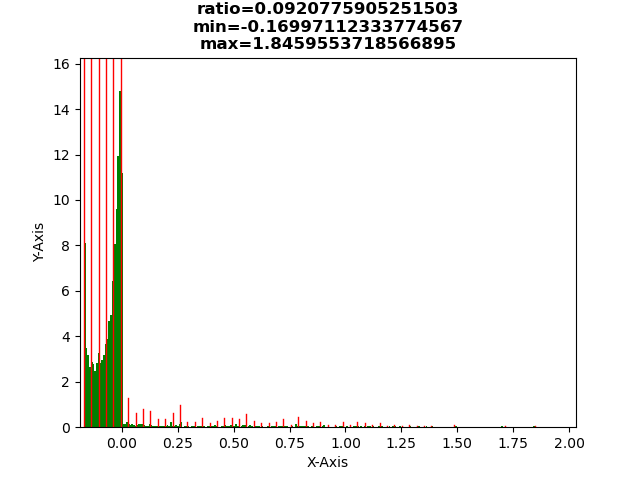 ratio=0.0920775905251503
min=-0.16997112333774567
max=1.8459553718566895
16
14
12
10
8
6
4
2
0
Y-Axis
0.00 0.25 0.50 0.75 1.00 1.25 1.50 1.75 2.00
X-Axis